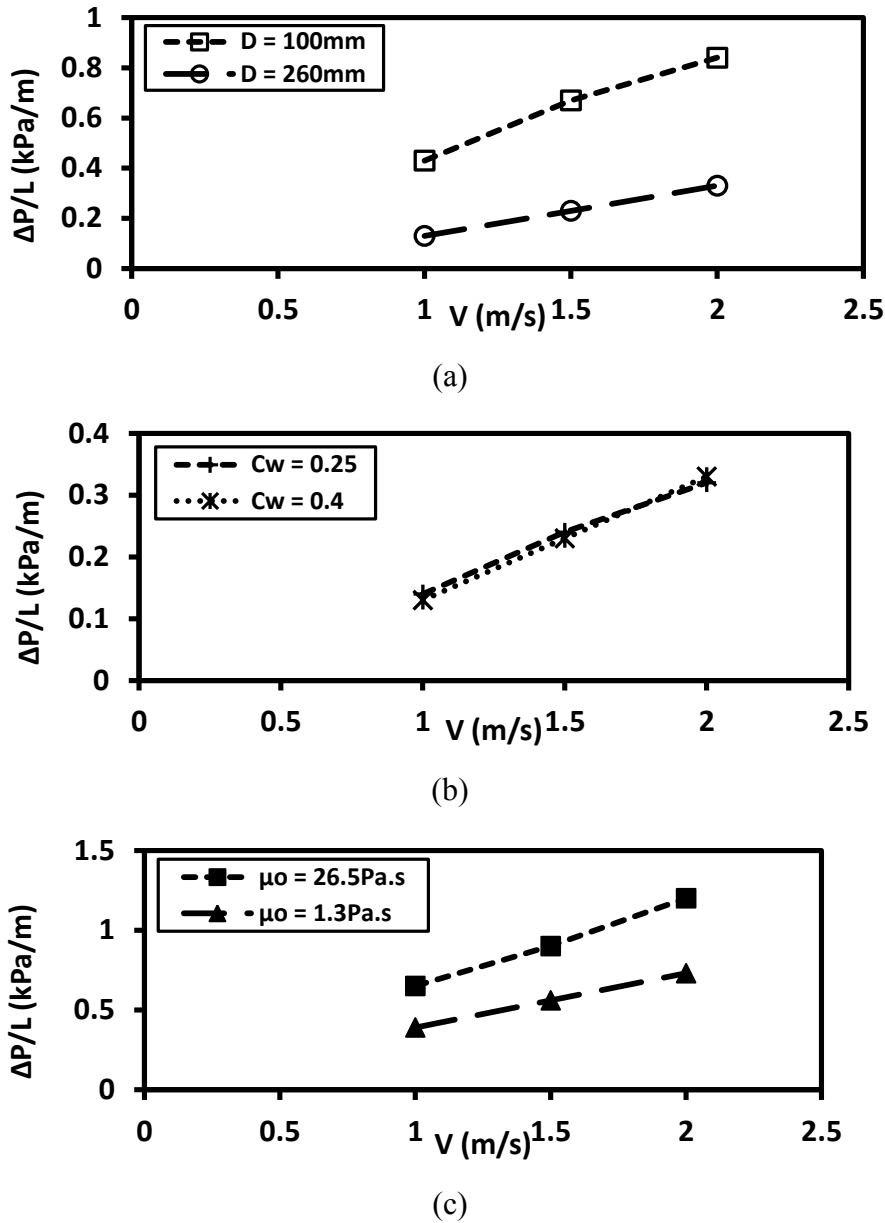 1
0.8
0.6
0.4
0.2
0
ΔP/L (kPa/m)
D = 100mm
D = 260mm
0 0.5 1 1.5 2 2.5
V (m/s)
(a)
0.4
0.3
0.2
0.1
0
ΔP/L (kPa/m)
Cw = 0.25
Cw = 0.4
0 0.5 1 1.5 2 2.5
V (m/s)
(b)
1.5
1
0.5
0
ΔP/L (kPa/m)
μo = 26.5Pa.s
μo = 1.3Pa.s
0 0.5 1 1.5 2 2.5
V (m/s)
(c)